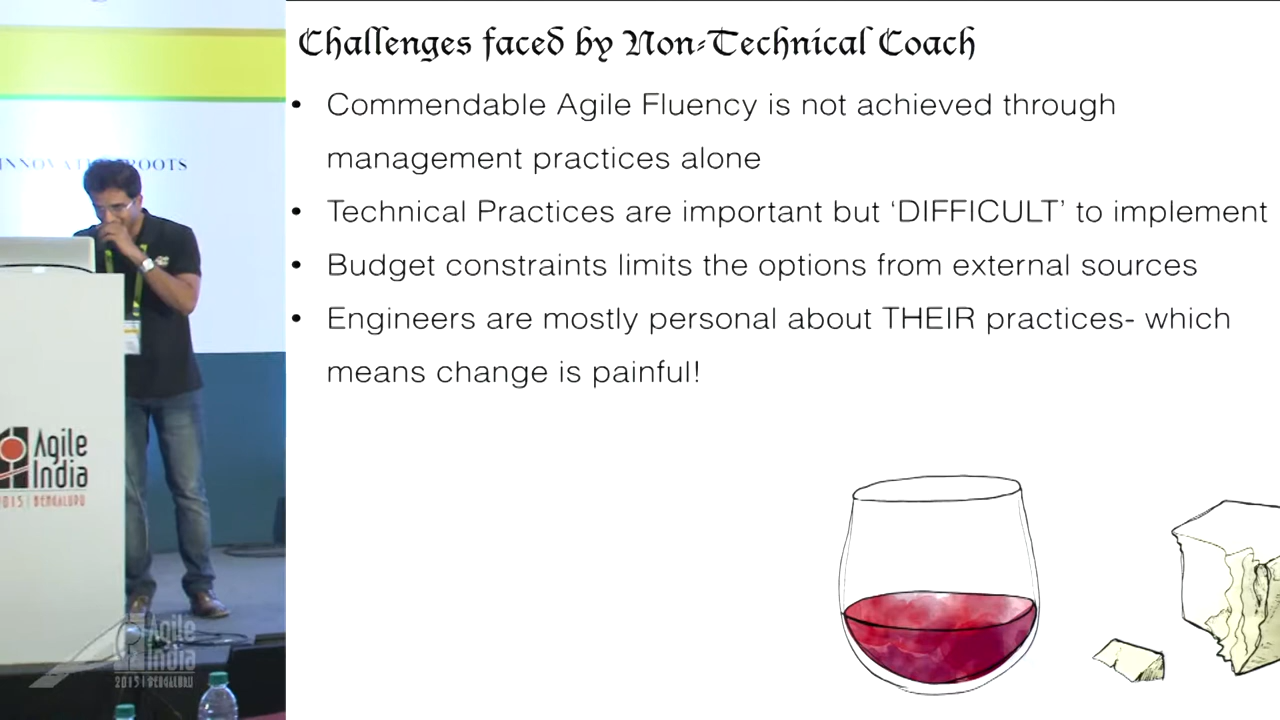 Challenges faced by Non-Technical Coach
• Commendable Agile Fluency is not achieved through
management practices alone
• Technical Practices are important but ‘DIFFICULT’ to implement
• Budget constraints limits the options from external sources
• Engineers are mostly personal about THEIR practices- which
means change is painful!
ROOTS
Agile
India
2015 | BENGALURU
Agile
India
2015 | BENGALURU